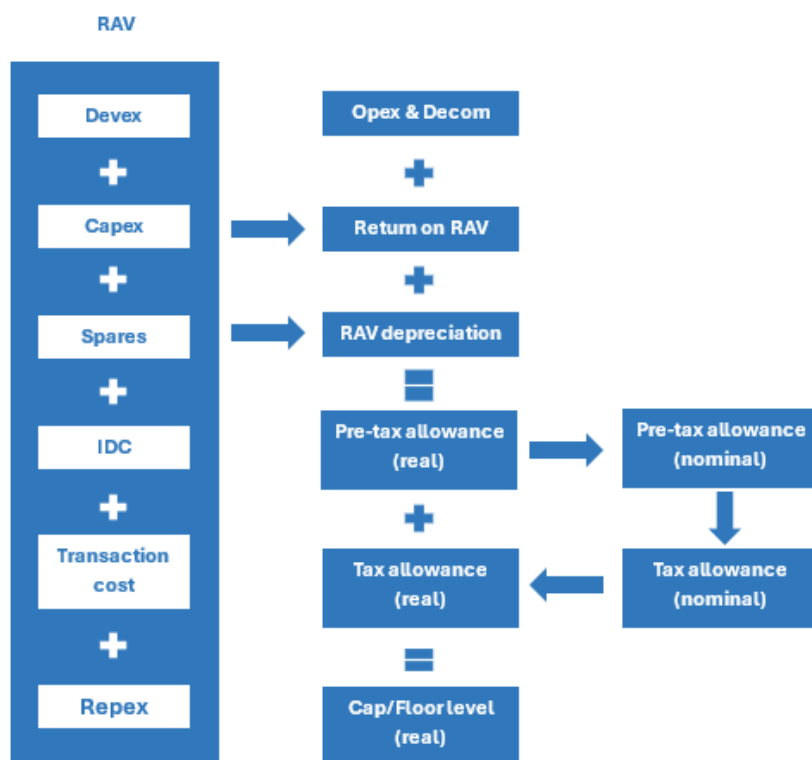 RAV
Devex
Capex
Spares
IDC
Transaction
cost
Repex
Opex & Decom
Return on RAV
RAV depreciation
Pre-tax allowance
(real)
Tax allowance
(real)
Cap/Floor level
(real)
Pre-tax allowance
(nominal)
Tax allowance
(nominal)